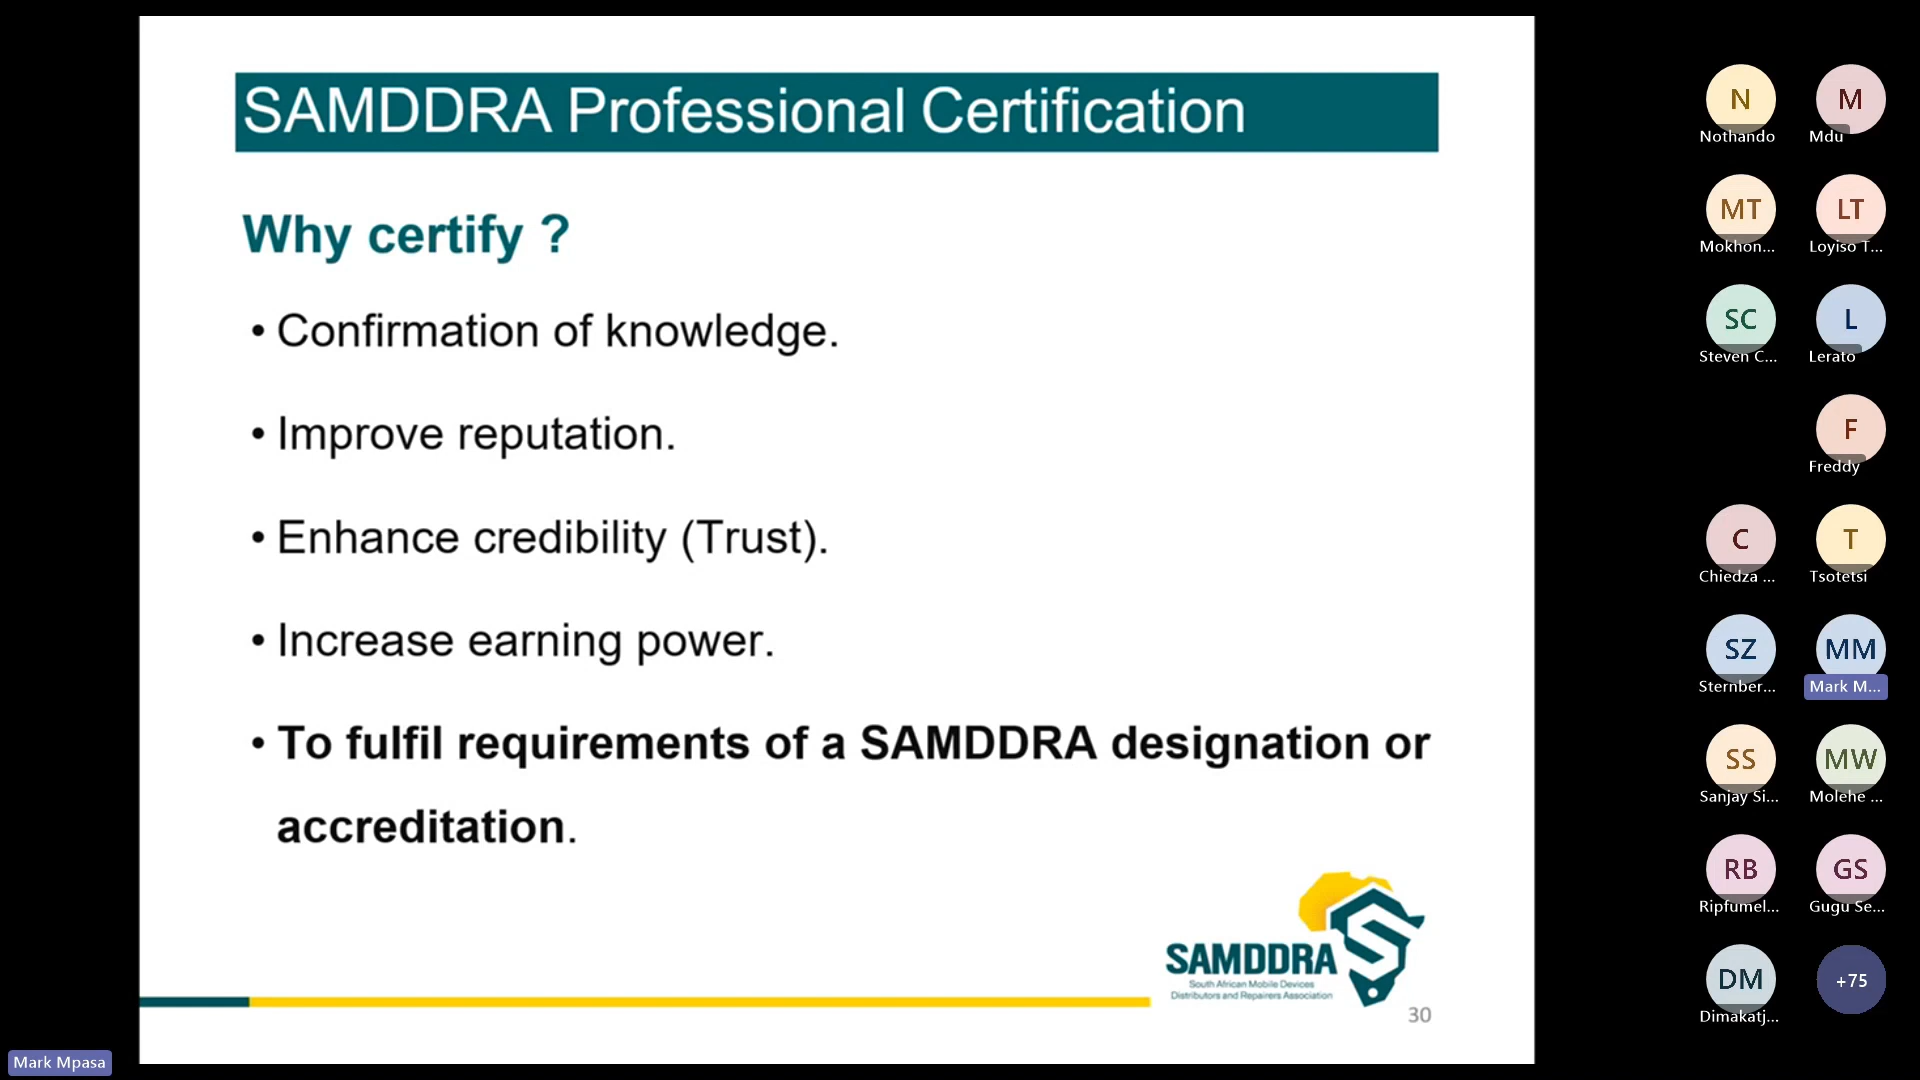 SAMDDRA Professional Certification
Why certify ?
• Confirmation of knowledge.
• Improve reputation.
• Enhance credibility (Trust).
• Increase earning power.
• To fulfil requirements of a SAMDDRA designation or
accreditation.
SAMDDRA
South African Mobile Devices
Distributors and Repairers Association
30
Mark Mpasa
N
Nothando
M
Mdu
MT
Mokhon...
LT
Loyiso T...
SC
Steven C...
L
Lerato
F
Freddy
C
Chiedza ...
T
Tsotetsi
SZ
Sternber...
MM
Mark M...
SS
Sanjay Si...
MW
Molehe ...
RB
Ripfumel...
GS
Gugu Se...
DM
Dimakatj...
+75